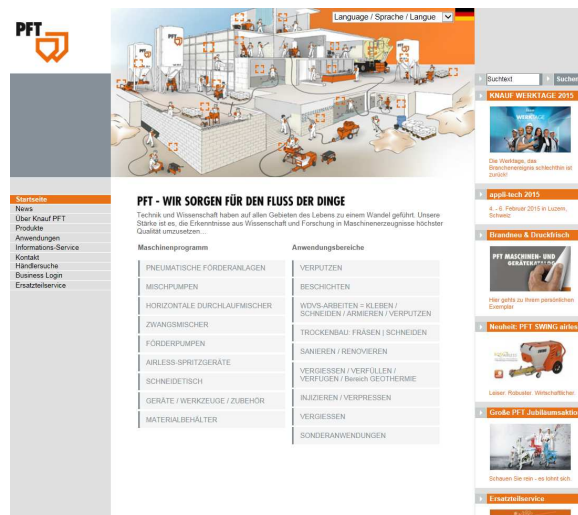 PFT
Language / Sprache / Langue
Suchtext
Suchen
KNAUF WERKTAGE 2015
WERKTAGE
Die Werktage, das
Branchenereignis schlechthin ist
zurück!
Startseite
News
Über Knauf PFT
Produkte
Anwendungen
Informations-Service
Kontakt
Händlersuche
Business Login
Ersatzteilservice
PFT - WIR SORGEN FÜR DEN FLUSS DER DINGE
Technik und Wissenschaft haben auf allen Gebieten des Lebens zu einem Wandel geführt. Unsere
Stärke ist es, die Erkenntnisse aus Wissenschaft und Forschung in Maschinenerzeugnisse höchster
Qualität umzusetzen...
Maschinenprogramm
PNEUMATISCHE FÖRDERANLAGEN
MISCHPUMPEN
HORIZONTALE DURCHLAUFMISCHER
ZWANGSMISCHER
FÖRDERPUMPEN
AIRLESS-SPRITZGERÄTE
SCHNEIDETISCH
GERÄTE / WERKZEUGE / ZUBEHÖR
MATERIALBEHÄLTER
Anwendungsbereiche
VERPUTZEN
BESCHICHTEN
WDVS-ARBEITEN = KLEBEN /
SCHNEIDEN / ARMIEREN / VERPUTZEN
TROCKENBAU: FRÄSEN | SCHNEIDEN
SANIEREN / RENOVIEREN
VERGIESSEN / VERFÜLLEN /
VERFUGEN / Bereich GEOTHERMIE
INJIZIEREN / VERPRESSEN
VERGIESSEN
SONDERANWENDUNGEN
appli-tech 2015
4. - 6. Februar 2015 in Luzern,
Schweiz
Brandneu & Druckfrisch
PFT MASCHINEN- UND
GERÄTEKATALOG
Hier gehts zu Ihrem persönlichen
Exemplar
Neuheit: PFT SWING airless
Leiser. Robuster. Wirtschaftlicher.
Große PFT Jubiläumsaktion
Schauen Sie rein - es lohnt sich.
Ersatzteilservice